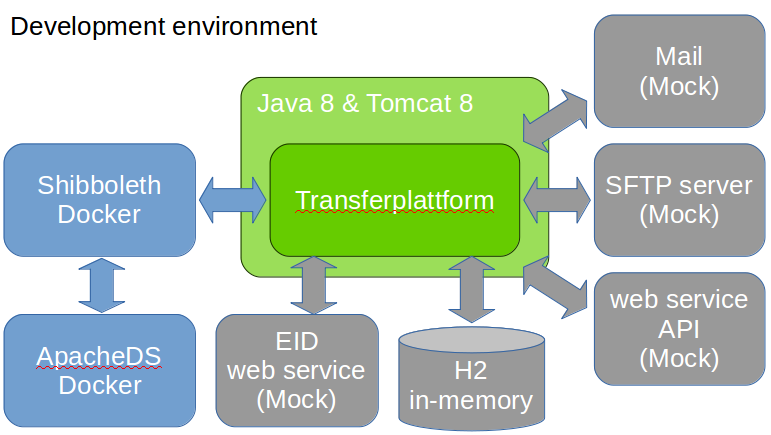 Development environment
Java 8 & Tomcat 8
Transferplattform
Shibboleth
Docker
ApacheDS
Docker
EID
web service
(Mock)
H2
in-memory
Mail
(Mock)
SFTP server
(Mock)
web service
API
(Mock)